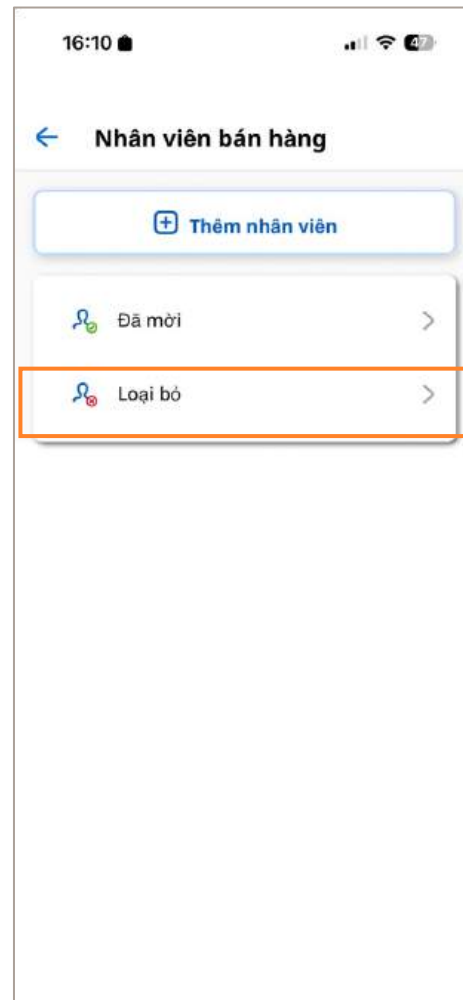 16:10
47
Nhân viên bán hàng
Thêm nhân viên
Đã mời
Loại bỏ